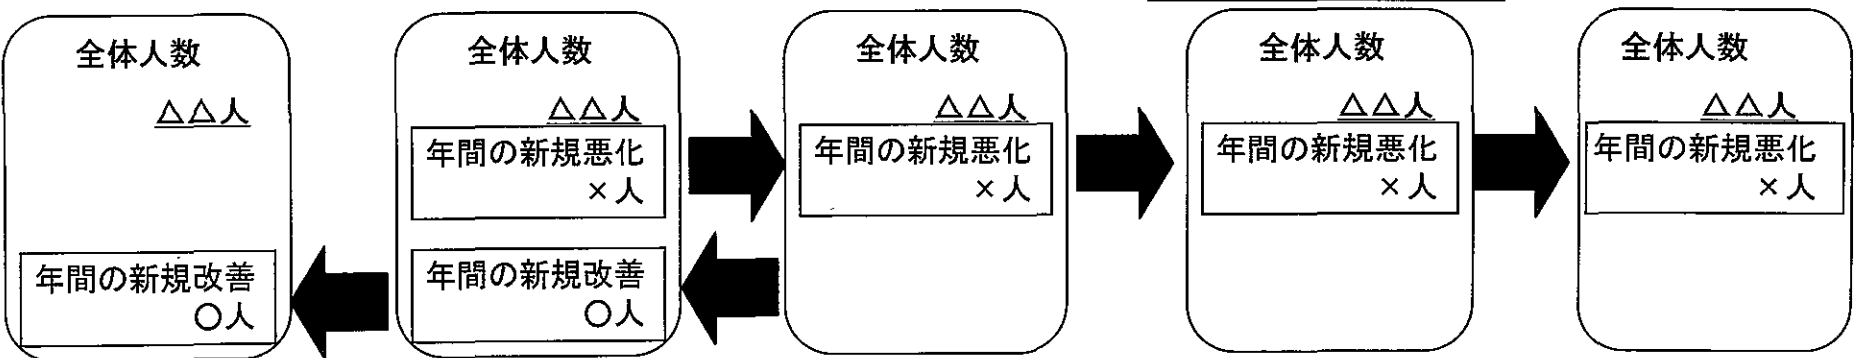 全体人数
△△人
年間の新規改善
○人
全体人数
△△人
年間の新規悪化
×人
年間の新規改善
○人
全体人数
△△人
年間の新規悪化
×人
全体人数
△△人
年間の新規悪化
×人
全体人数
△△人
年間の新規悪化
×人